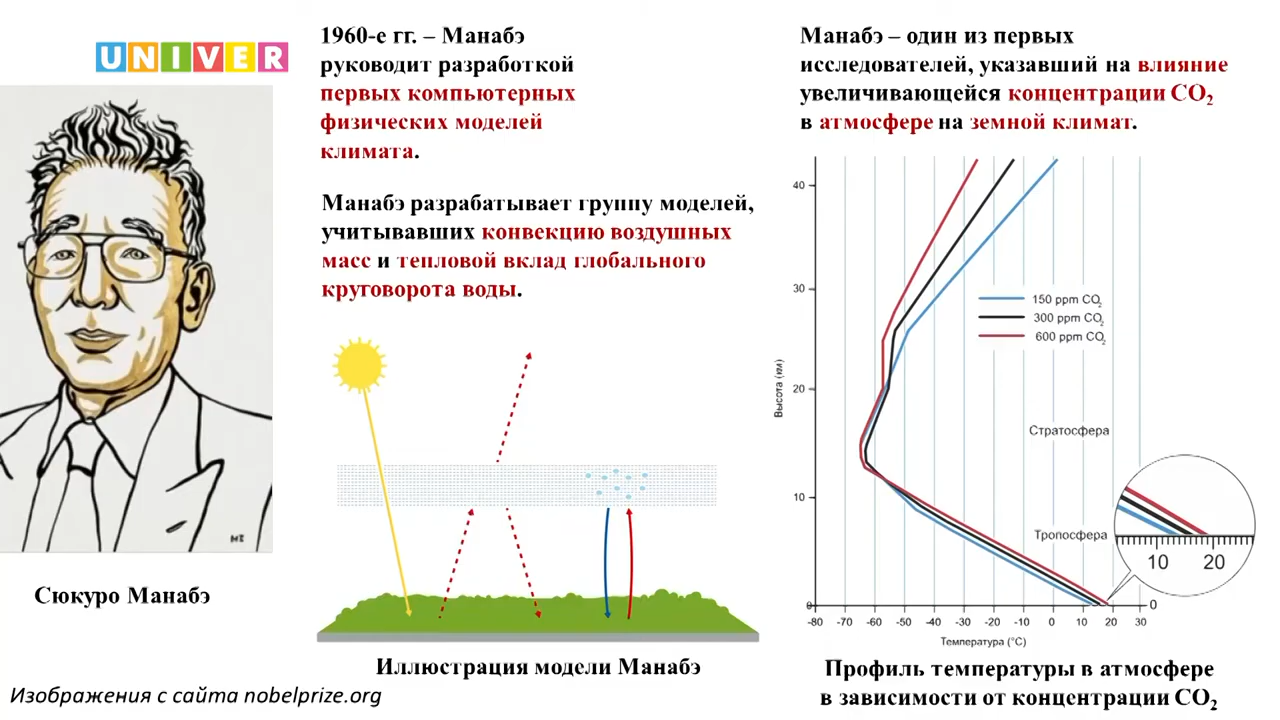 UNIVER
1960-е гг. – Манабэ
руководит разработкой
первых компьютерных
физических моделей
климата.
Манабэ разрабатывает группу моделей,
учитывавших конвекцию воздушных
масс и тепловой вклад глобального
круговорота воды.
Манабэ – один из первых
исследователей, указавший на влияние
увеличивающейся концентрации CO₂
в атмосфере на земной климат.
40
30
20
10
0
Высота (км)
150 ppm CO₂
300 ppm CO₂
600 ppm CO₂
Стратосфера
Тропосфера
10 20
0
-80 -70 -60 -50 -40 -30 -20 -10 0 10 20 30
Температура (°C)
Сюкуро Манабэ
Иллюстрация модели Манабэ
Профиль температуры в атмосфере
в зависимости от концентрации CO₂
Изображения с сайта nobelprize.org